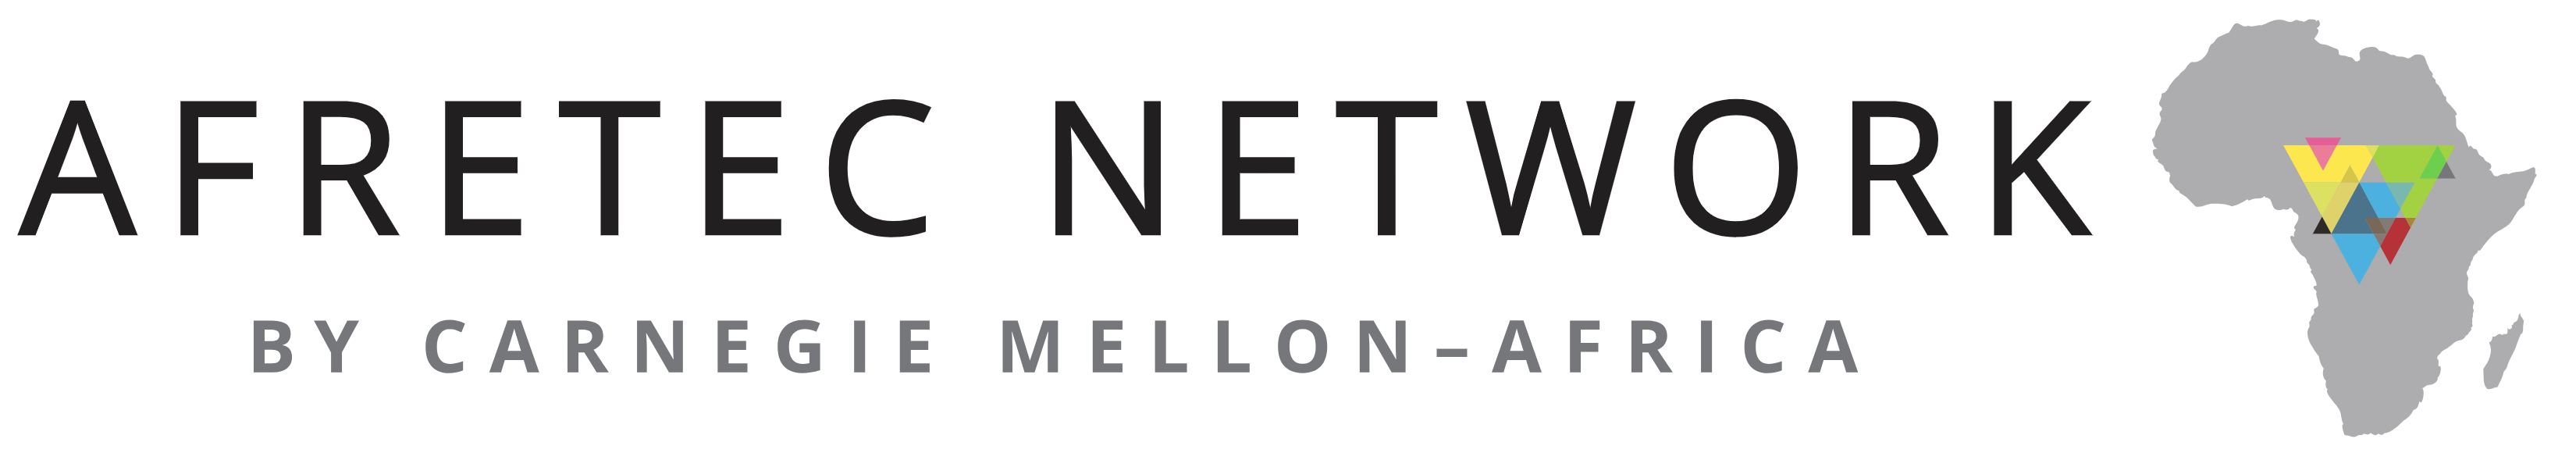 AFRETEC NETWORK
BY CARNEGIE MELLON–AFRICA